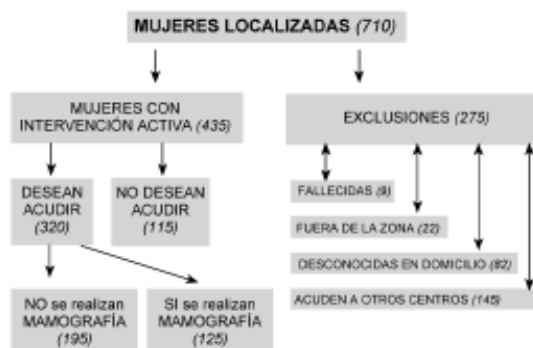 MUJERES LOCALIZADAS (710)
MUJERES CON
INTERVENCIÓN ACTIVA (435)
EXCLUSIONES (275)
DESEAN
ACUDIR
(320)
NO DESEAN
ACUDIR
(115)
FALLECIDAS (9)
FUERA DE LA ZONA (22)
DESCONOCIDAS EN DOMICILIO (82)
ACUDEN A OTROS CENTROS (145)
NO se realizan
MAMOGRAFÍA
(195)
SI se realizan
MAMOGRAFÍA
(125)